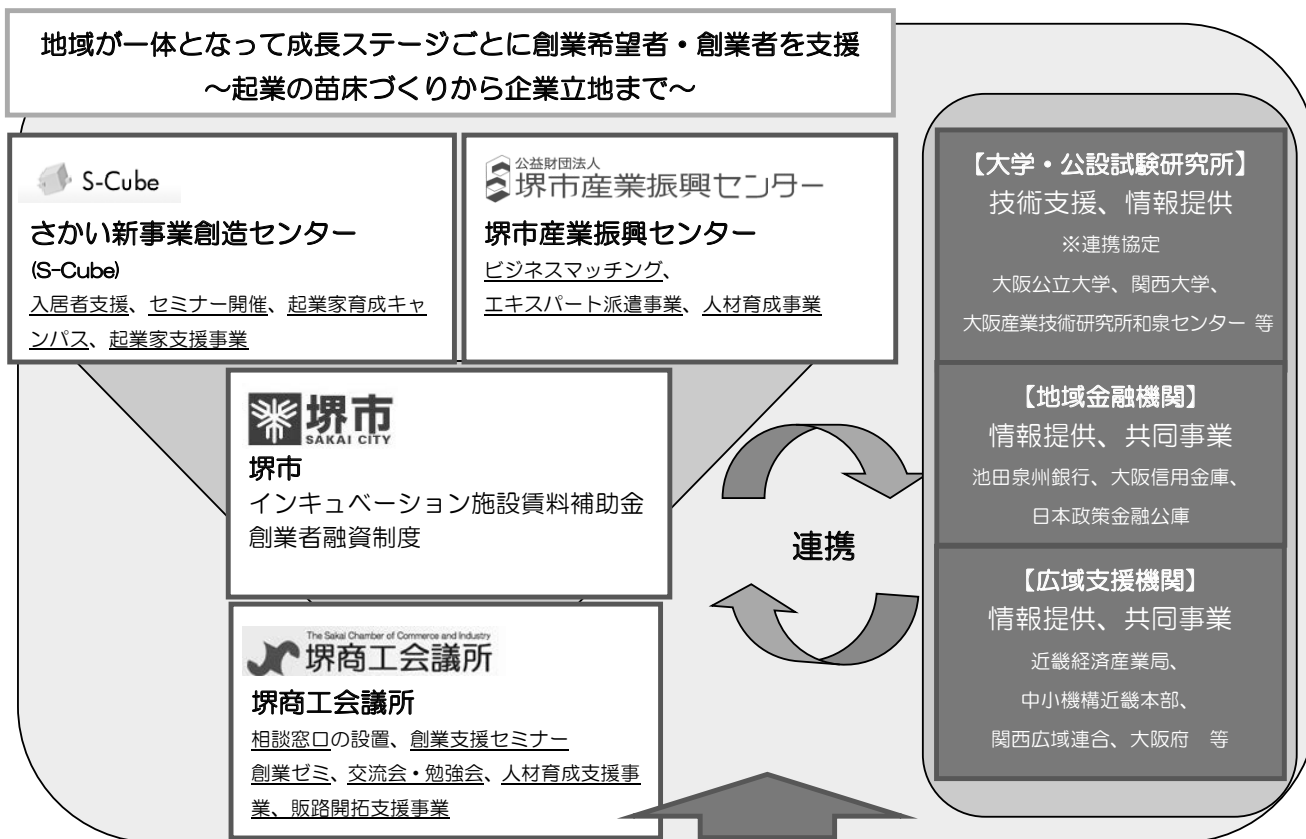 地域が一体となって成長ステージごとに創業希望者・創業者を支援
～起業の苗床づくりから企業立地まで～
S-Cube
さかい新事業創造センター
(S-Cube)
入居者支援、セミナー開催、起業家育成キャ
ンパス、起業家支援事業
公益財団法人
堺市産業振興センター
堺市産業振興センター
ビジネスマッチング、
エキスパート派遣事業、人材育成事業
堺市
SAKAI CITY
堺市
インキュベーション施設賃料補助金
創業者融資制度
The Sakai Chamber of Commerce and Industry
堺商工会議所
堺商工会議所
相談窓口の設置、創業支援セミナー
創業ゼミ、交流会・勉強会、人材育成支援事
業、販路開拓支援事業
連携
【大学・公設試験研究所】
技術支援、情報提供
※連携協定
大阪公立大学、関西大学、
大阪産業技術研究所和泉センター 等
【地域金融機関】
情報提供、共同事業
池田泉州銀行、大阪信用金庫、
日本政策金融公庫
【広域支援機関】
情報提供、共同事業
近畿経済産業局、
中小機構近畿本部、
関西広域連合、大阪府　等